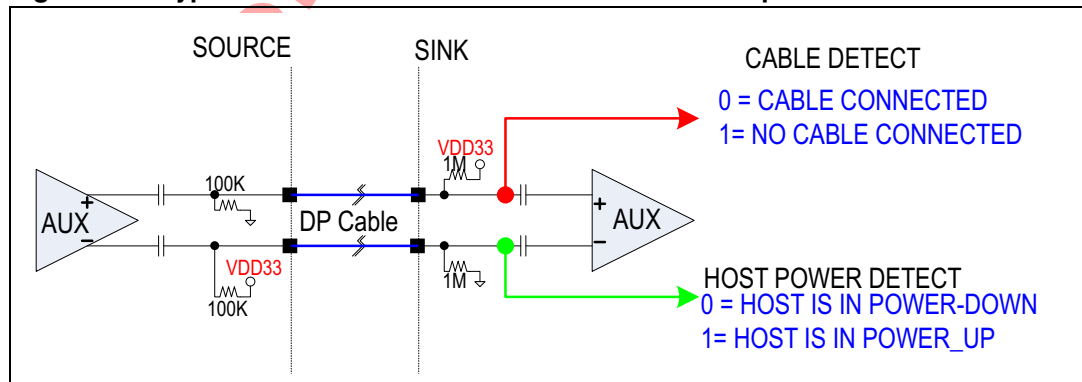 SOURCE
SINK
CABLE DETECT
0 = CABLE CONNECTED
1= NO CABLE CONNECTED
VDD33
1M
100K
+
AUX
−
DP Cable
+
AUX
−
VDD33
100K
1M
HOST POWER DETECT
0 = HOST IS IN POWER-DOWN
1= HOST IS IN POWER_UP